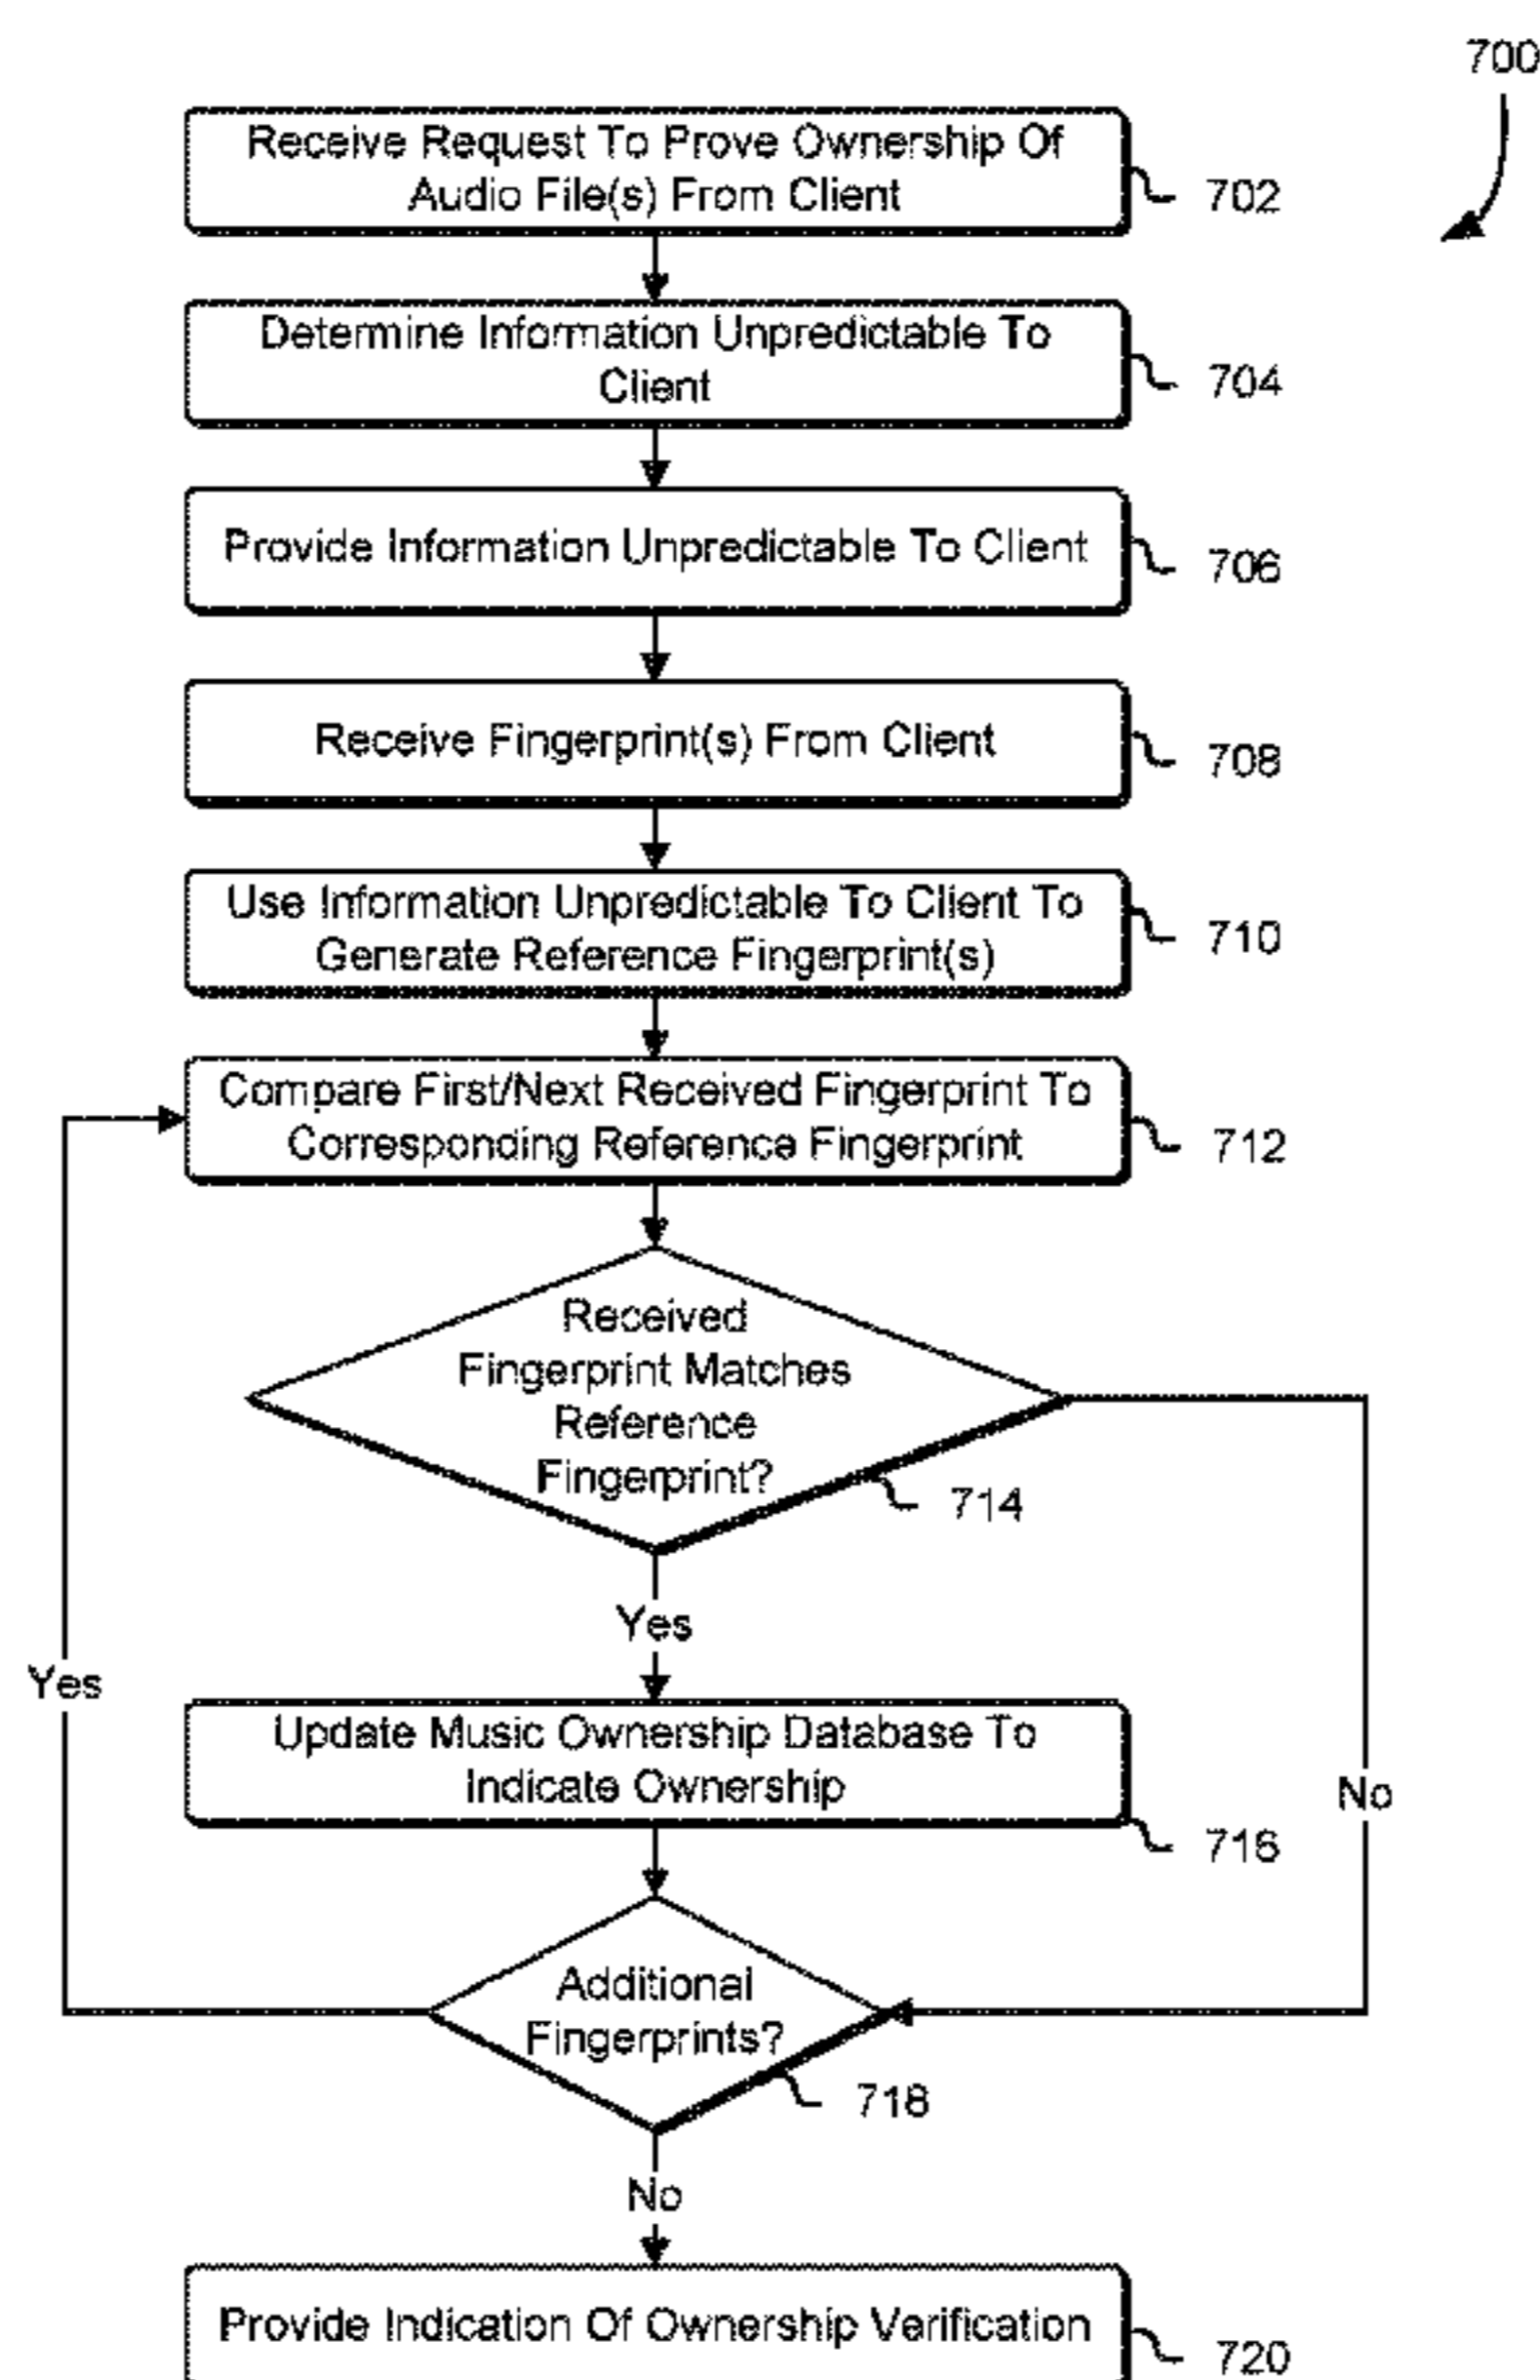 700
Receive Request To Prove Ownership Of
Audio File(s) From Client
702
Determine Information Unpredictable To
Client
704
Provide Information Unpredictable To Client
706
Receive Fingerprint(s) From Client
708
Use Information Unpredictable To Client To
Generate Reference Fingerprint(s)
710
Compare First/Next Received Fingerprint To
Corresponding Reference Fingerprint
712
Received
Fingerprint Matches
Reference
Fingerprint?
714
Yes
Yes
Update Music Ownership Database To
Indicate Ownership
716
No
Additional
Fingerprints?
718
No
Provide Indication Of Ownership Verification
720